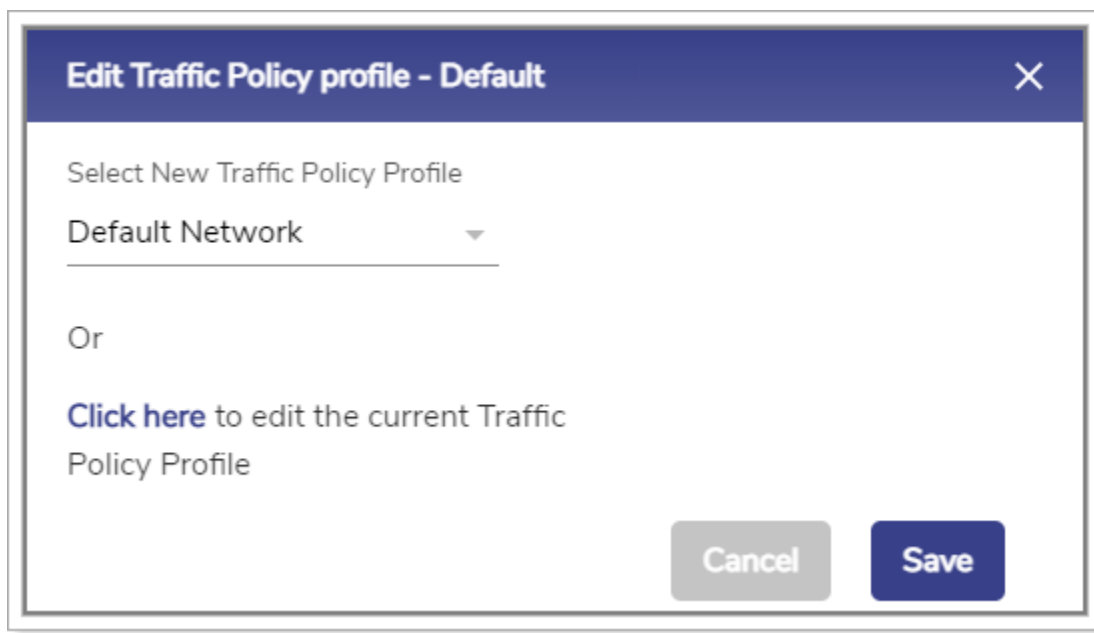 Edit Traffic Policy profile - Default
Select New Traffic Policy Profile
Default Network
Or
Click here to edit the current Traffic
Policy Profile
Cancel
Save